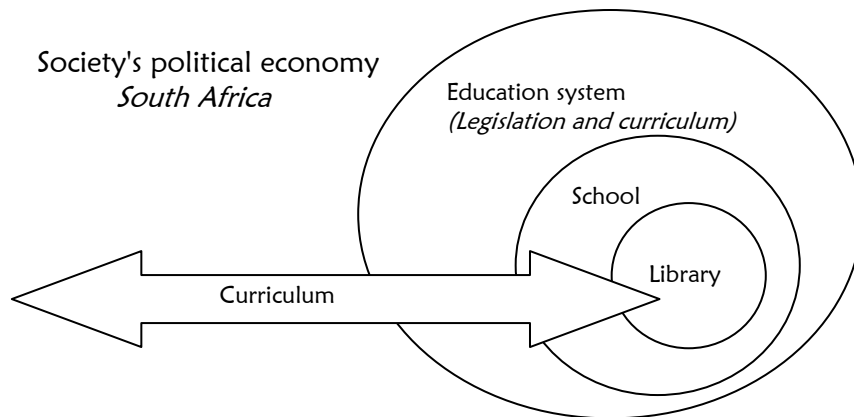 Society's political economy
South Africa
Education system
(Legislation and curriculum)
School
Library
Curriculum